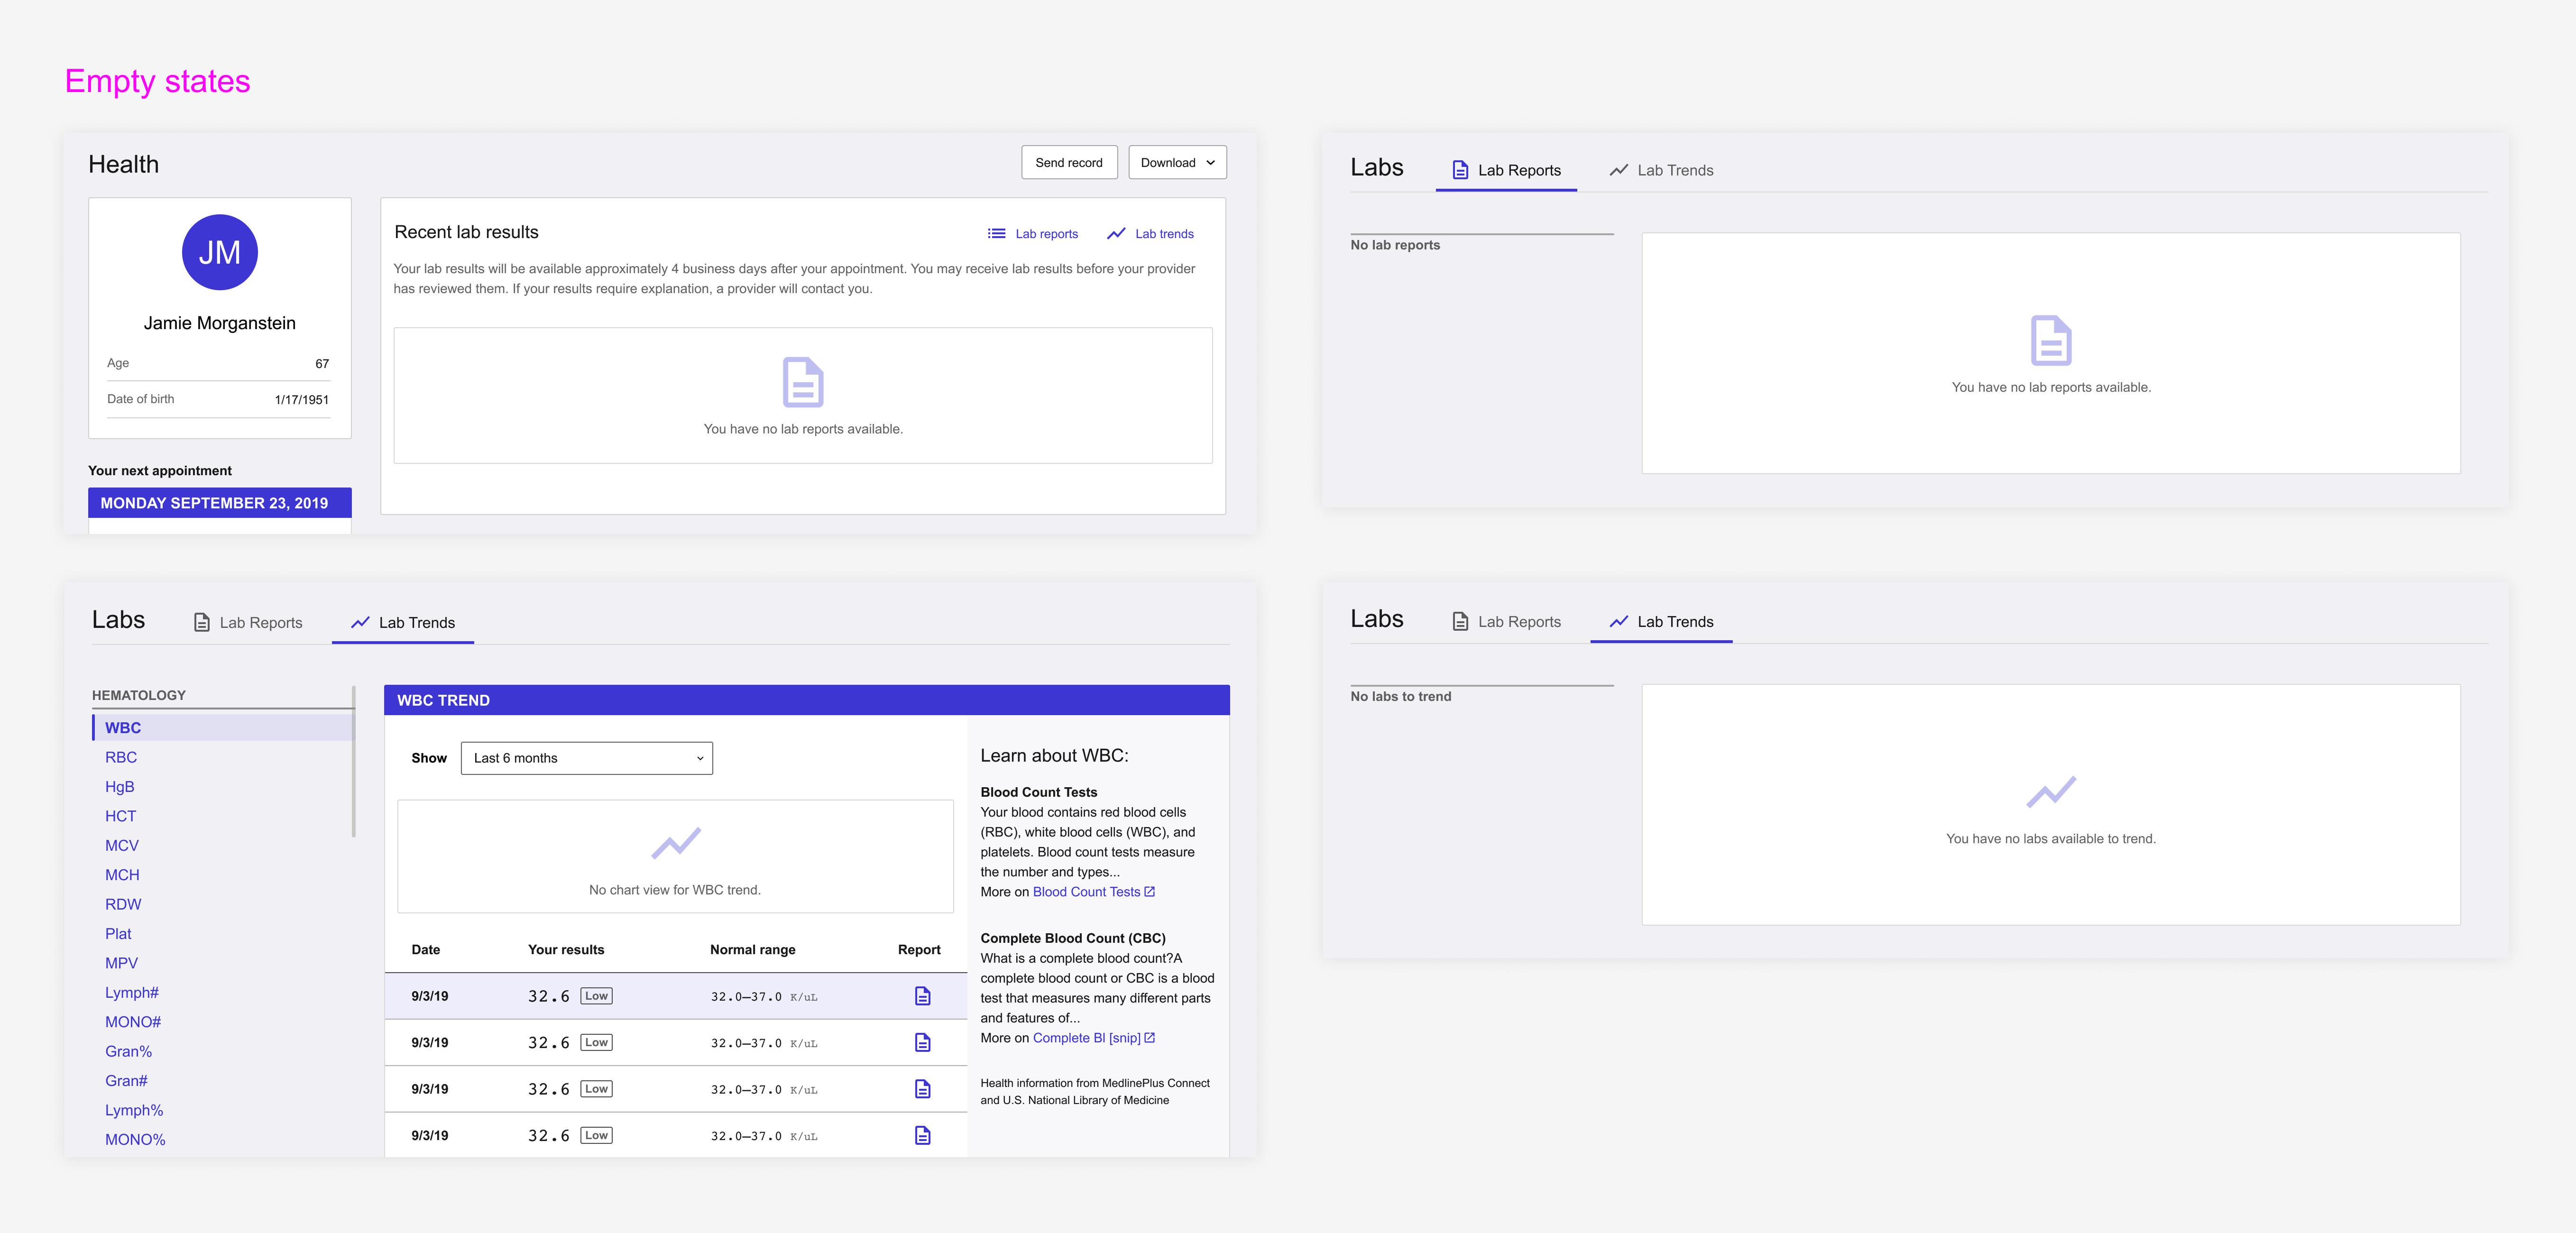 Empty states
Health
Send record
Download
JM
Jamie Morganstein
Age 67
Date of birth 1/17/1951
Your next appointment
MONDAY SEPTEMBER 23, 2019
Recent lab results
Lab reports
Lab trends
Your lab results will be available approximately 4 business days after your appointment. You may receive lab results before your provider
has reviewed them. If your results require explanation, a provider will contact you.
You have no lab reports available.
Labs
Lab Reports
Lab Trends
No lab reports
You have no lab reports available.
Labs
Lab Reports
Lab Trends
HEMATOLOGY
WBC
RBC
HgB
HCT
MCV
MCH
RDW
Plat
MPV
Lymph#
MONO#
Gran%
Gran#
Lymph%
MONO%
WBC TREND
Show
Last 6 months
No chart view for WBC trend.
Date Your results Normal range Report
9/3/19 32.6 Low 32.0–37.0 K/uL
9/3/19 32.6 Low 32.0–37.0 K/uL
9/3/19 32.6 Low 32.0–37.0 K/uL
9/3/19 32.6 Low 32.0–37.0 K/uL
Learn about WBC:
Blood Count Tests
Your blood contains red blood cells
(RBC), white blood cells (WBC), and
platelets. Blood count tests measure
the number and types...
More on Blood Count Tests
Complete Blood Count (CBC)
What is a complete blood count?A
complete blood count or CBC is a blood
test that measures many different parts
and features of...
More on Complete Bl [snip]
Health information from MedlinePlus Connect
and U.S. National Library of Medicine
Labs
Lab Reports
Lab Trends
No labs to trend
You have no labs available to trend.